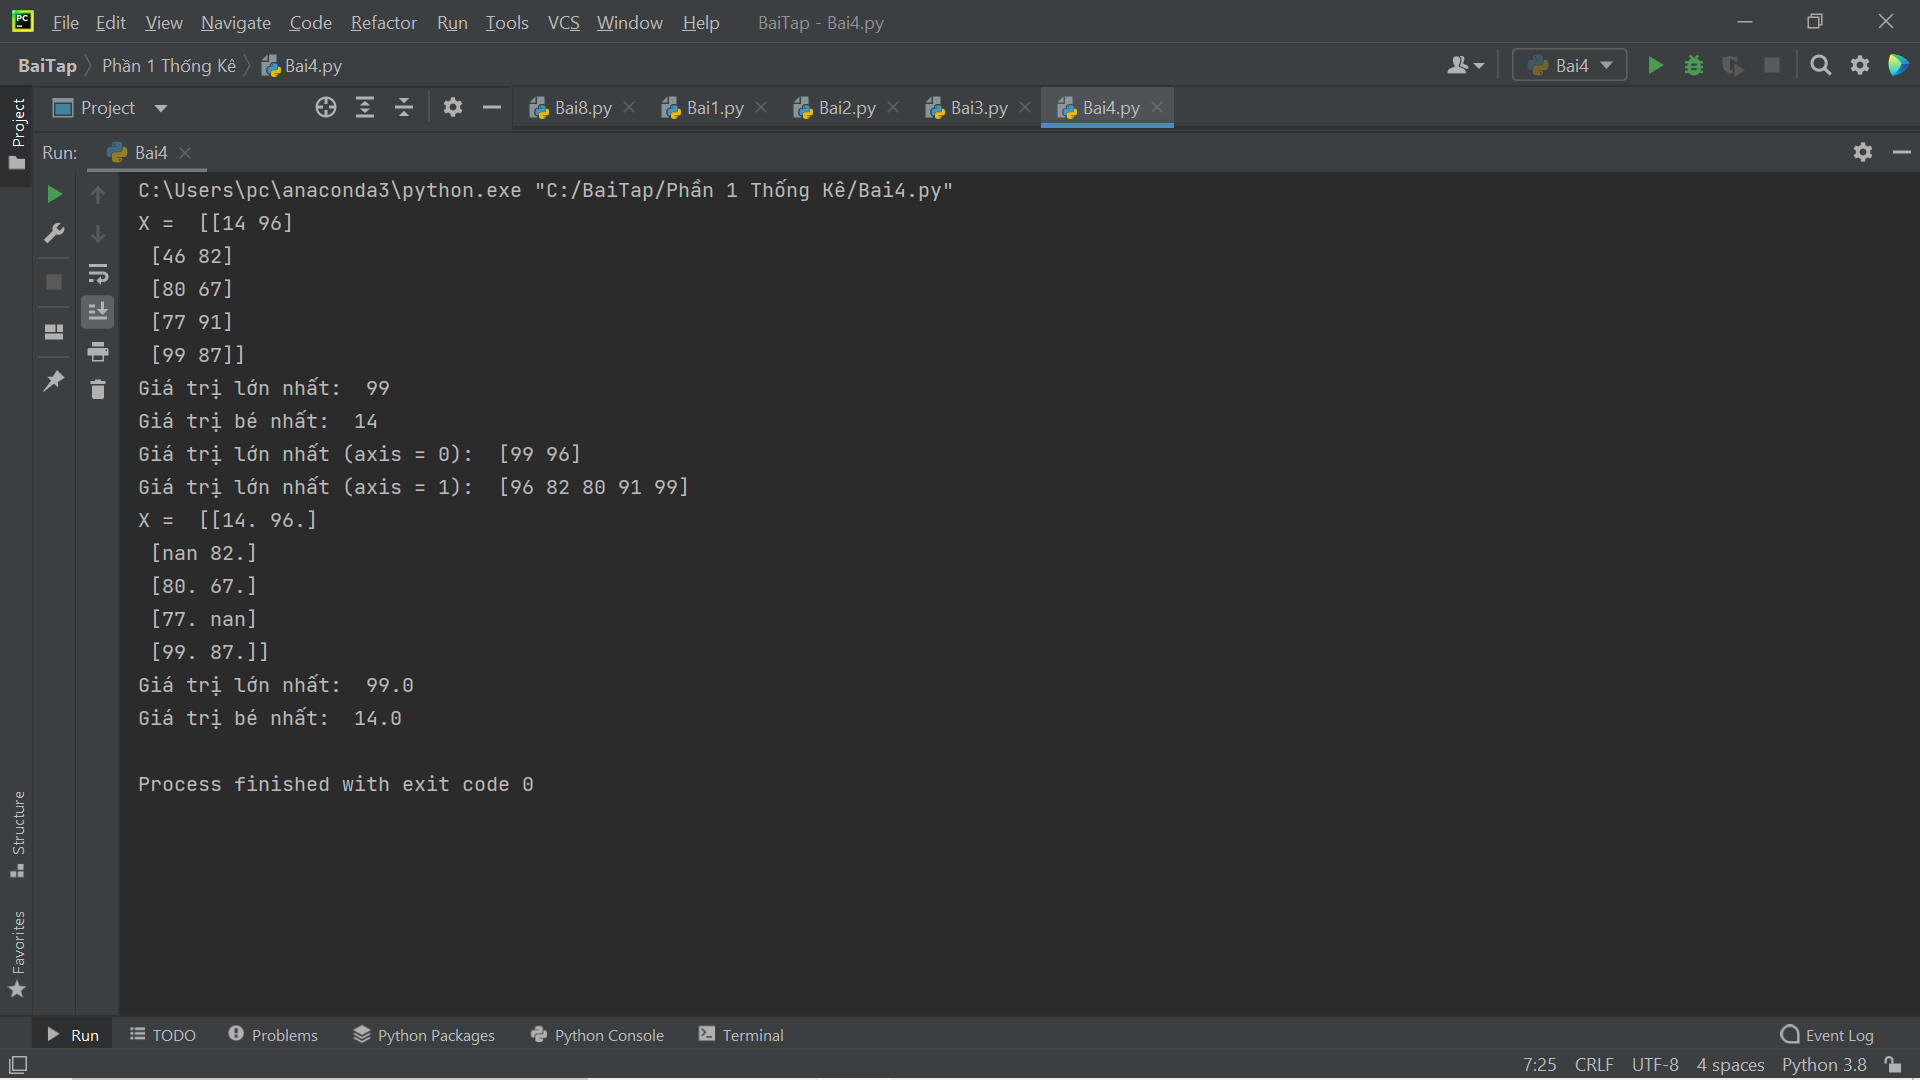 File Edit View Navigate Code Refactor Run Tools VCS Window Help BaiTap - Bai4.py
BaiTap Phần 1 Thống Kê Bai4.py Bai4
Project Project Bai8.py Bai1.py Bai2.py Bai3.py Bai4.py
Run: Bai4
C:\Users\pc\anaconda3\python.exe "C:/BaiTap/Phần 1 Thống Kê/Bai4.py"
X =  [[14 96]
 [46 82]
 [80 67]
 [77 91]
 [99 87]]
Giá trị lớn nhất:  99
Giá trị bé nhất:  14
Giá trị lớn nhất (axis = 0):  [99 96]
Giá trị lớn nhất (axis = 1):  [96 82 80 91 99]
X =  [[14. 96.]
 [nan 82.]
 [80. 67.]
 [77. nan]
 [99. 87.]]
Giá trị lớn nhất:  99.0
Giá trị bé nhất:  14.0
Process finished with exit code 0
Structure
Favorites
Run TODO Problems Python Packages Python Console Terminal Event Log
7:25 CRLF UTF-8 4 spaces Python 3.8